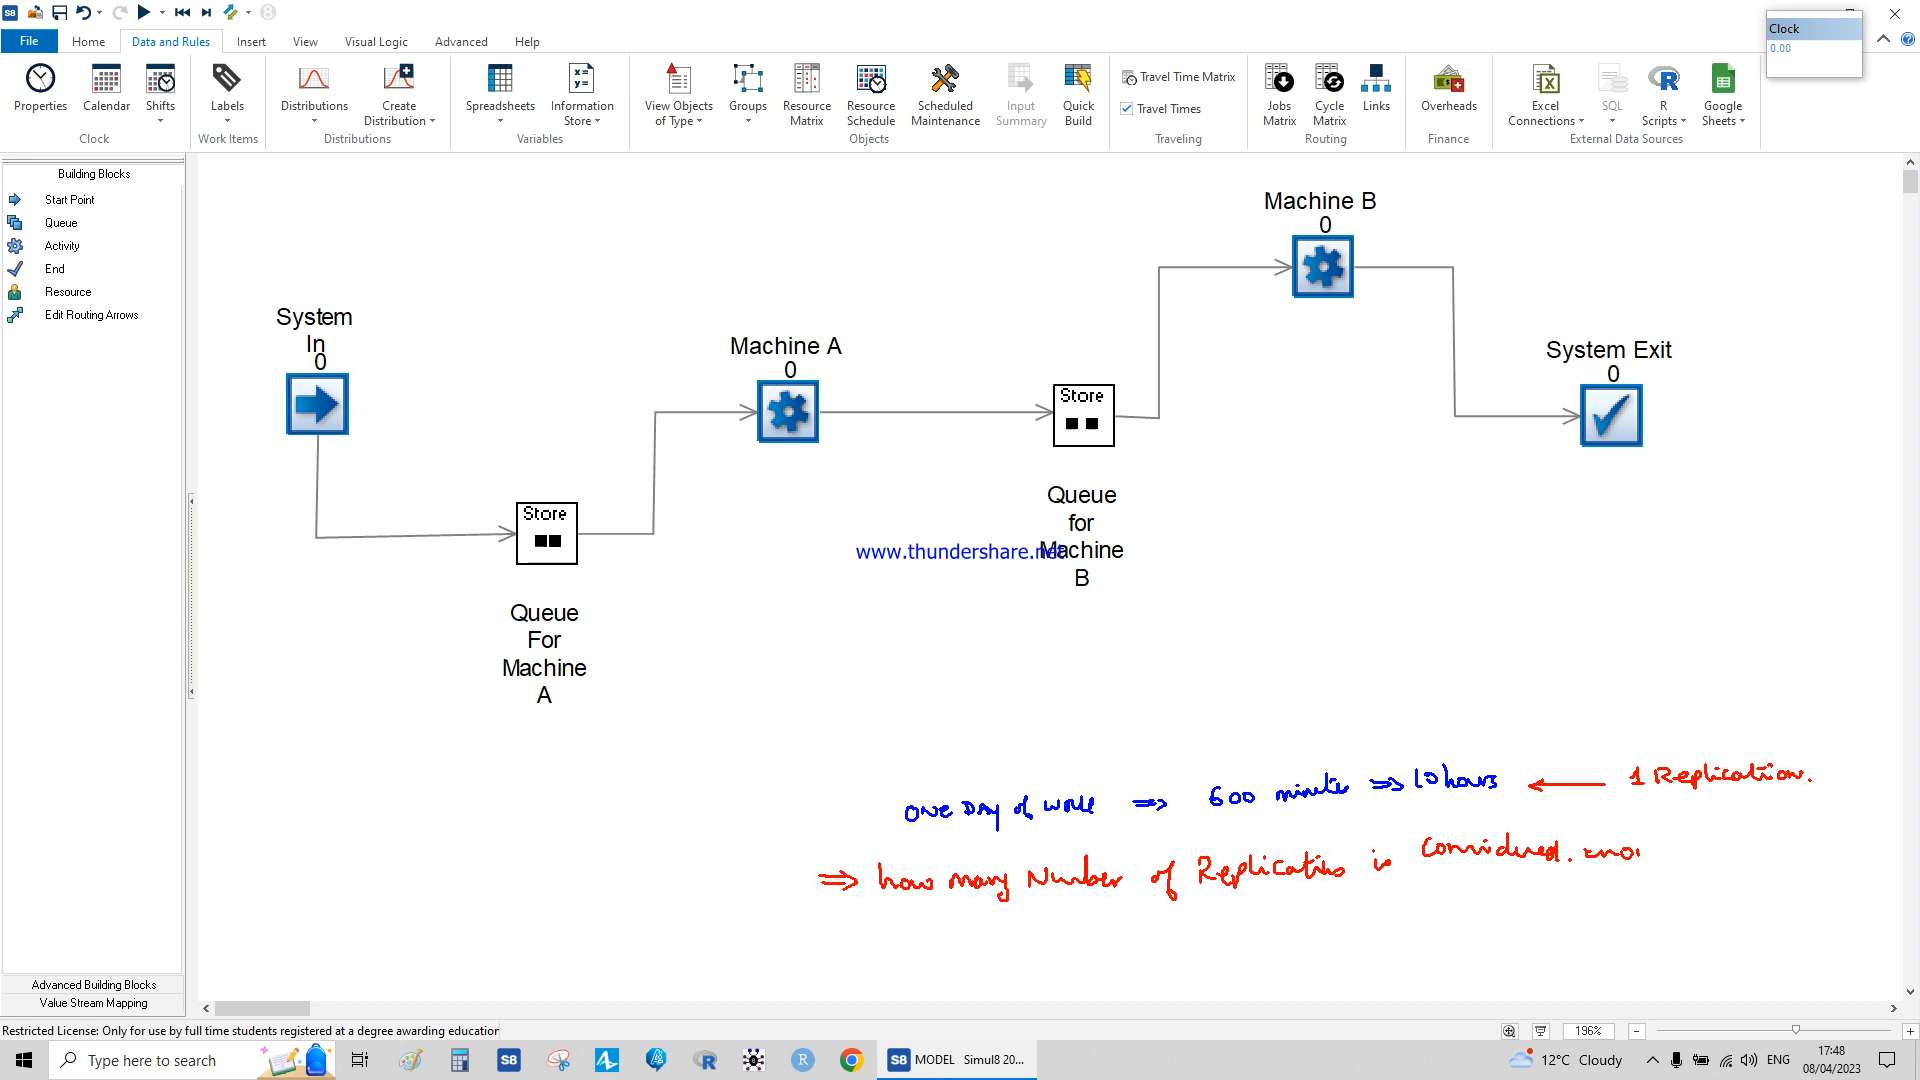 Clock
0.00
File Home Data and Rules Insert View Visual Logic Advanced Help
Properties Calendar Shifts Labels Distributions Create Distribution Spreadsheets Information Store View Objects of Type Groups Resource Matrix Resource Schedule Scheduled Maintenance Input Summary Quick Build Travel Time Matrix Travel Times Jobs Matrix Cycle Matrix Links Overheads Excel Connections SQL R Scripts Google Sheets
Clock Work Items Distributions Variables Objects Traveling Routing Finance External Data Sources
Building Blocks
Start Point
Queue
Activity
End
Resource
Edit Routing Arrows
Advanced Building Blocks
Value Stream Mapping
System
In
0
Store
Queue
For
Machine
A
Machine A
0
Store
Queue
for
Machine
B
www.thundershare.net
Machine B
0
System Exit
0
ONE DAY of WORK => 600 minutes => 10 hours ← 1 Replication.
=> how many Number of Replications is Considered.
Restricted License: Only for use by full time students registered at a degree awarding education
196%
Type here to search
MODEL Simul8 20...
12°C Cloudy
ENG
17:48
08/04/2023